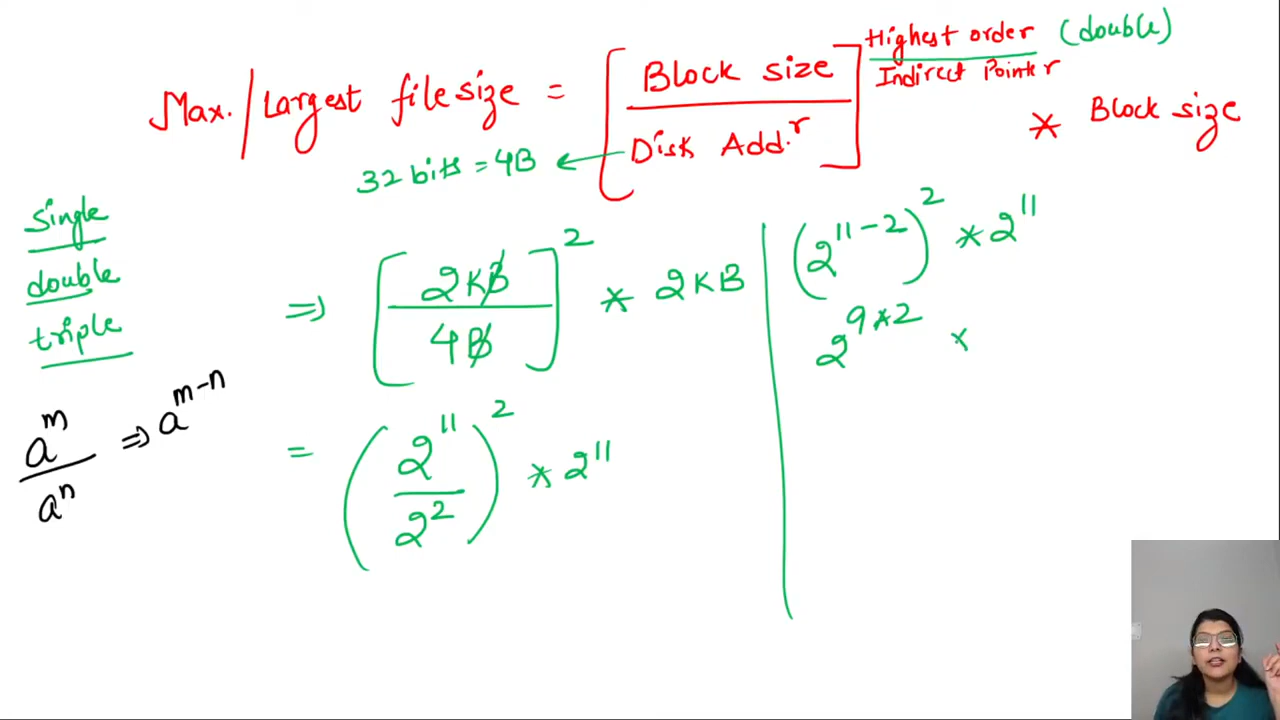 Max./Largest file size = [Block size / Disk Add.r] Highest order / Indirect Pointer (double) * Block size
32 bits = 4B ←
single
double
triple
⇒ [2KB / 4B]^2 * 2KB
= (2^11 / 2^2)^2 * 2^11
a^m / a^n ⇒ a^m-n
(2^11-2)^2 * 2^11
2^9*2 *